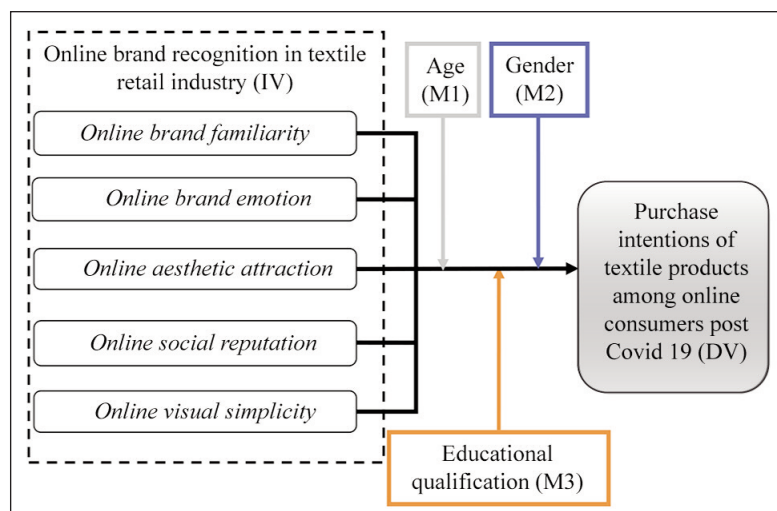 Online brand recognition in textile
retail industry (IV)
Online brand familiarity
Online brand emotion
Online aesthetic attraction
Online social reputation
Online visual simplicity
Age
(M1)
Gender
(M2)
Educational
qualification (M3)
Purchase
intentions of
textile products
among online
consumers post
Covid 19 (DV)